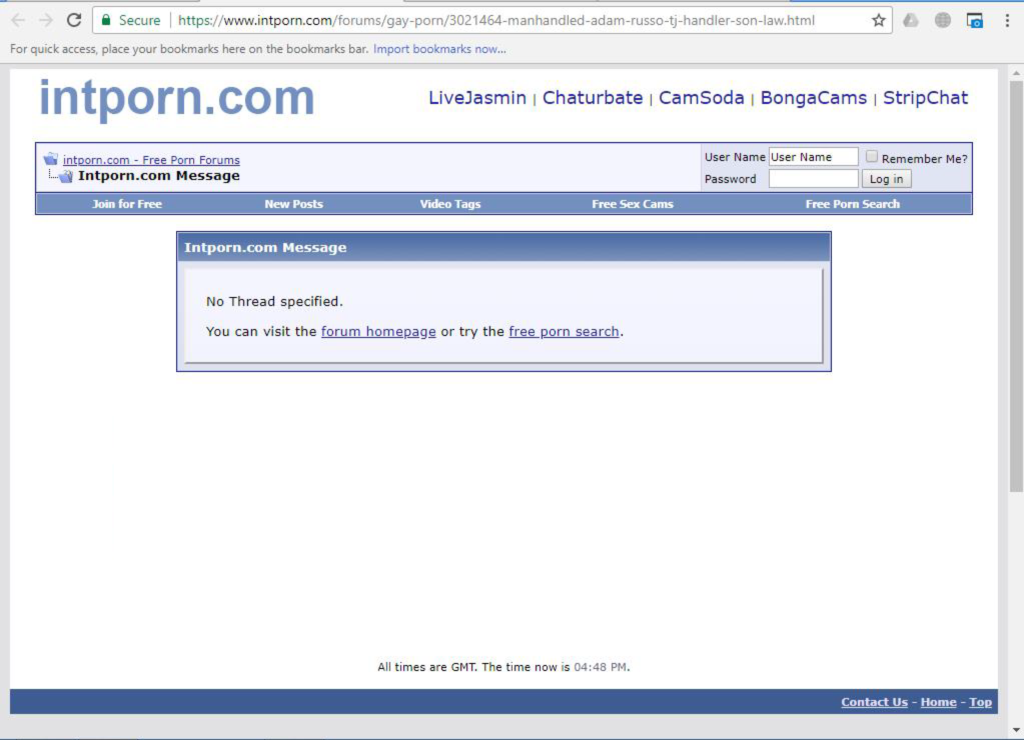 Secure | https://www.intporn.com/forums/gay-porn/3021464-manhandled-adam-russo-tj-handler-son-law.html
For quick access, place your bookmarks here on the bookmarks bar. Import bookmarks now...
intporn.com
LiveJasmin | Chaturbate | CamSoda | BongaCams | StripChat
intporn.com - Free Porn Forums
Intporn.com Message
User Name User Name Remember Me?
Password Log in
Join for Free New Posts Video Tags Free Sex Cams Free Porn Search
Intporn.com Message
No Thread specified.
You can visit the forum homepage or try the free porn search.
All times are GMT. The time now is 04:48 PM.
Contact Us - Home - Top